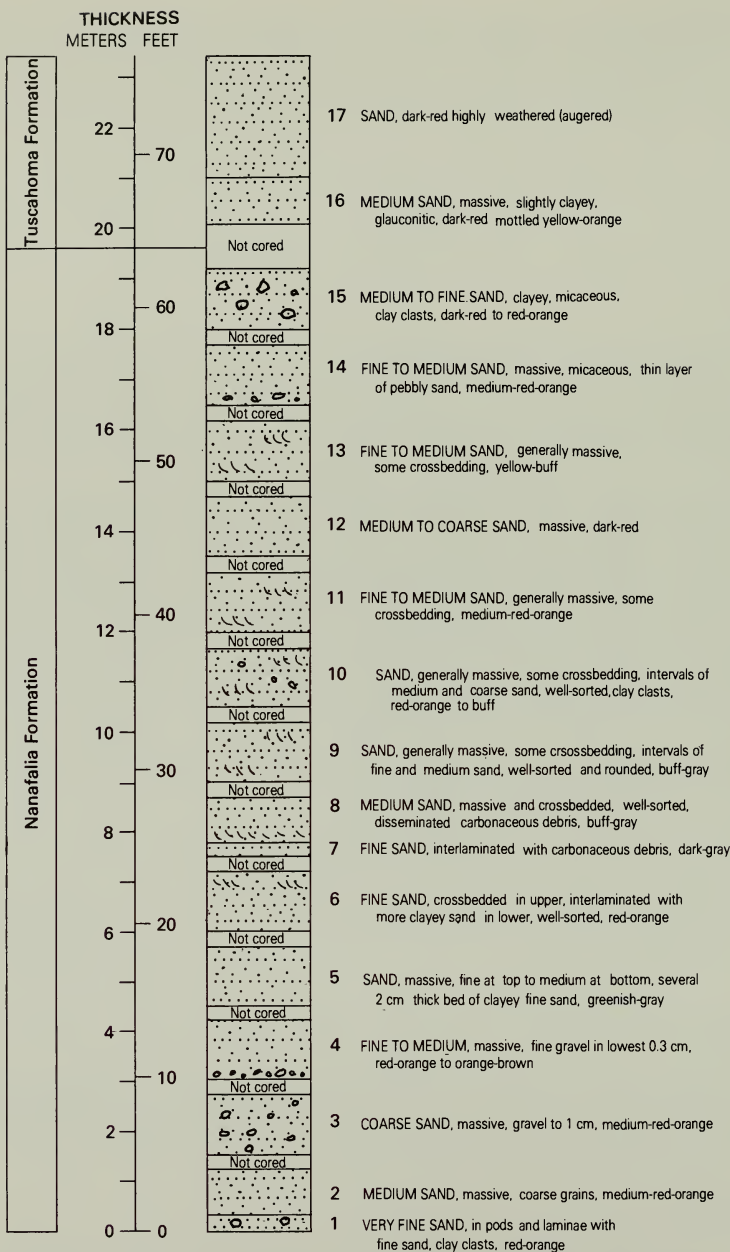 THICKNESS
METERS FEET
Tuscahoma Formation
Nanafalia Formation
22
20
18
16
14
12
10
8
6
4
2
0
70
60
50
40
30
20
10
0
17 SAND, dark-red highly weathered (augered)
16 MEDIUM SAND, massive, slightly clayey,
glauconitic, dark-red mottled yellow-orange
Not cored
15 MEDIUM TO FINE SAND, clayey, micaceous,
clay clasts, dark-red to red-orange
Not cored
14 FINE TO MEDIUM SAND, massive, micaceous, thin layer
of pebbly sand, medium-red-orange
Not cored
13 FINE TO MEDIUM SAND, generally massive,
some crossbedding, yellow-buff
Not cored
12 MEDIUM TO COARSE SAND, massive, dark-red
Not cored
11 FINE TO MEDIUM SAND, generally massive, some
crossbedding, medium-red-orange
Not cored
10 SAND, generally massive, some crossbedding, intervals of
medium and coarse sand, well-sorted, clay clasts,
red-orange to buff
Not cored
9 SAND, generally massive, some crsossbedding, intervals of
fine and medium sand, well-sorted and rounded, buff-gray
Not cored
8 MEDIUM SAND, massive and crossbedded, well-sorted,
disseminated carbonaceous debris, buff-gray
7 FINE SAND, interlaminated with carbonaceous debris, dark-gray
Not cored
6 FINE SAND, crossbedded in upper, interlaminated with
more clayey sand in lower, well-sorted, red-orange
Not cored
5 SAND, massive, fine at top to medium at bottom, several
2 cm thick bed of clayey fine sand, greenish-gray
Not cored
4 FINE TO MEDIUM, massive, fine gravel in lowest 0.3 cm,
red-orange to orange-brown
Not cored
3 COARSE SAND, massive, gravel to 1 cm, medium-red-orange
Not cored
2 MEDIUM SAND, massive, coarse grains, medium-red-orange
1 VERY FINE SAND, in pods and laminae with
fine sand, clay clasts, red-orange